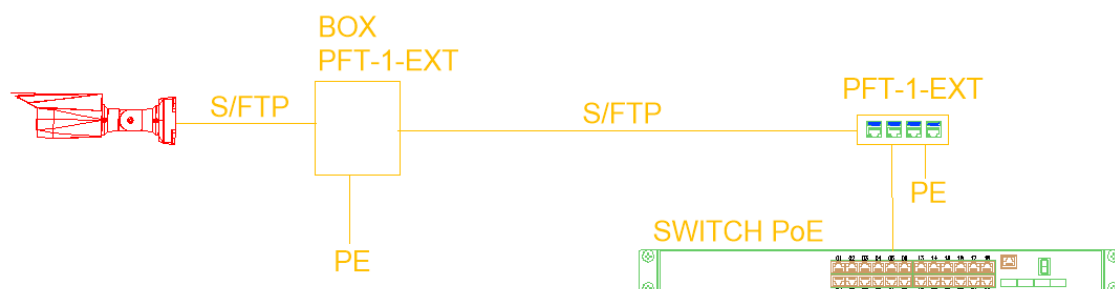 BOX
PFT-1-EXT
PFT-1-EXT
S/FTP
S/FTP
PE
PE
SWITCH PoE